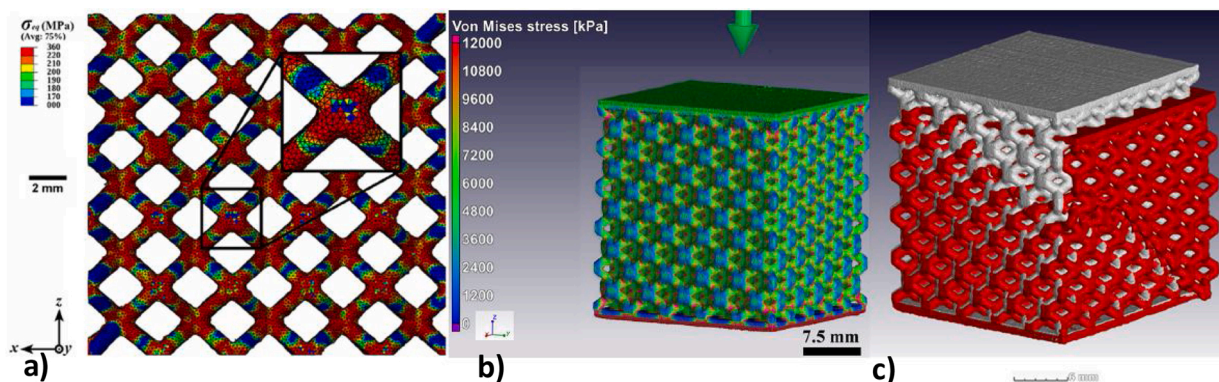 σeq (MPa)
(Avg: 75%)
360
220
210
200
190
180
170
000
2 mm
z
x
y
a)
Von Mises stress [kPa]
12000
10800
9600
8400
7200
6000
4800
3600
2400
1200
0
z
x
y
7.5 mm
b)
c)